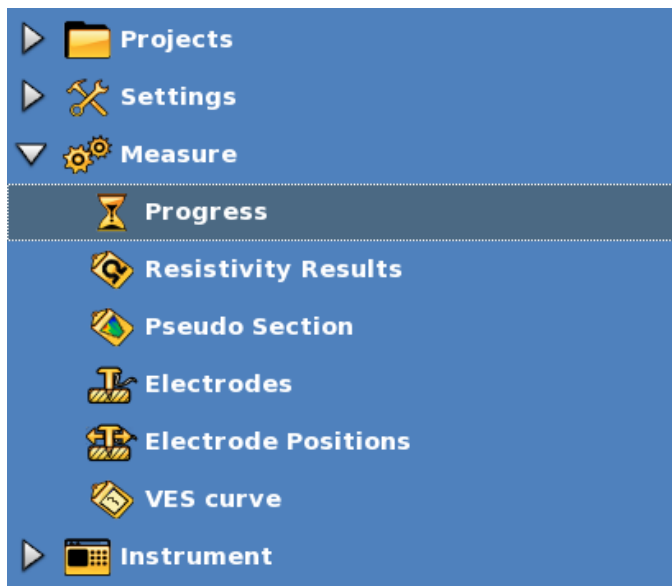 Projects
Settings
Measure
Progress
Resistivity Results
Pseudo Section
Electrodes
Electrode Positions
VES curve
Instrument